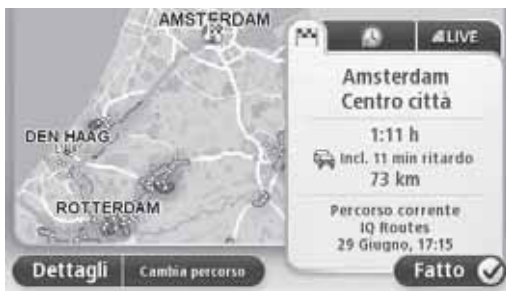 AMSTERDAM
DEN HAAG
ROTTERDAM
LIVE
Amsterdam
Centro città
1:11 h
Incl. 11 min ritardo
73 km
Percorso corrente
IQ Routes
29 Giugno, 17:15
Dettagli
Cambia percorso
Fatto